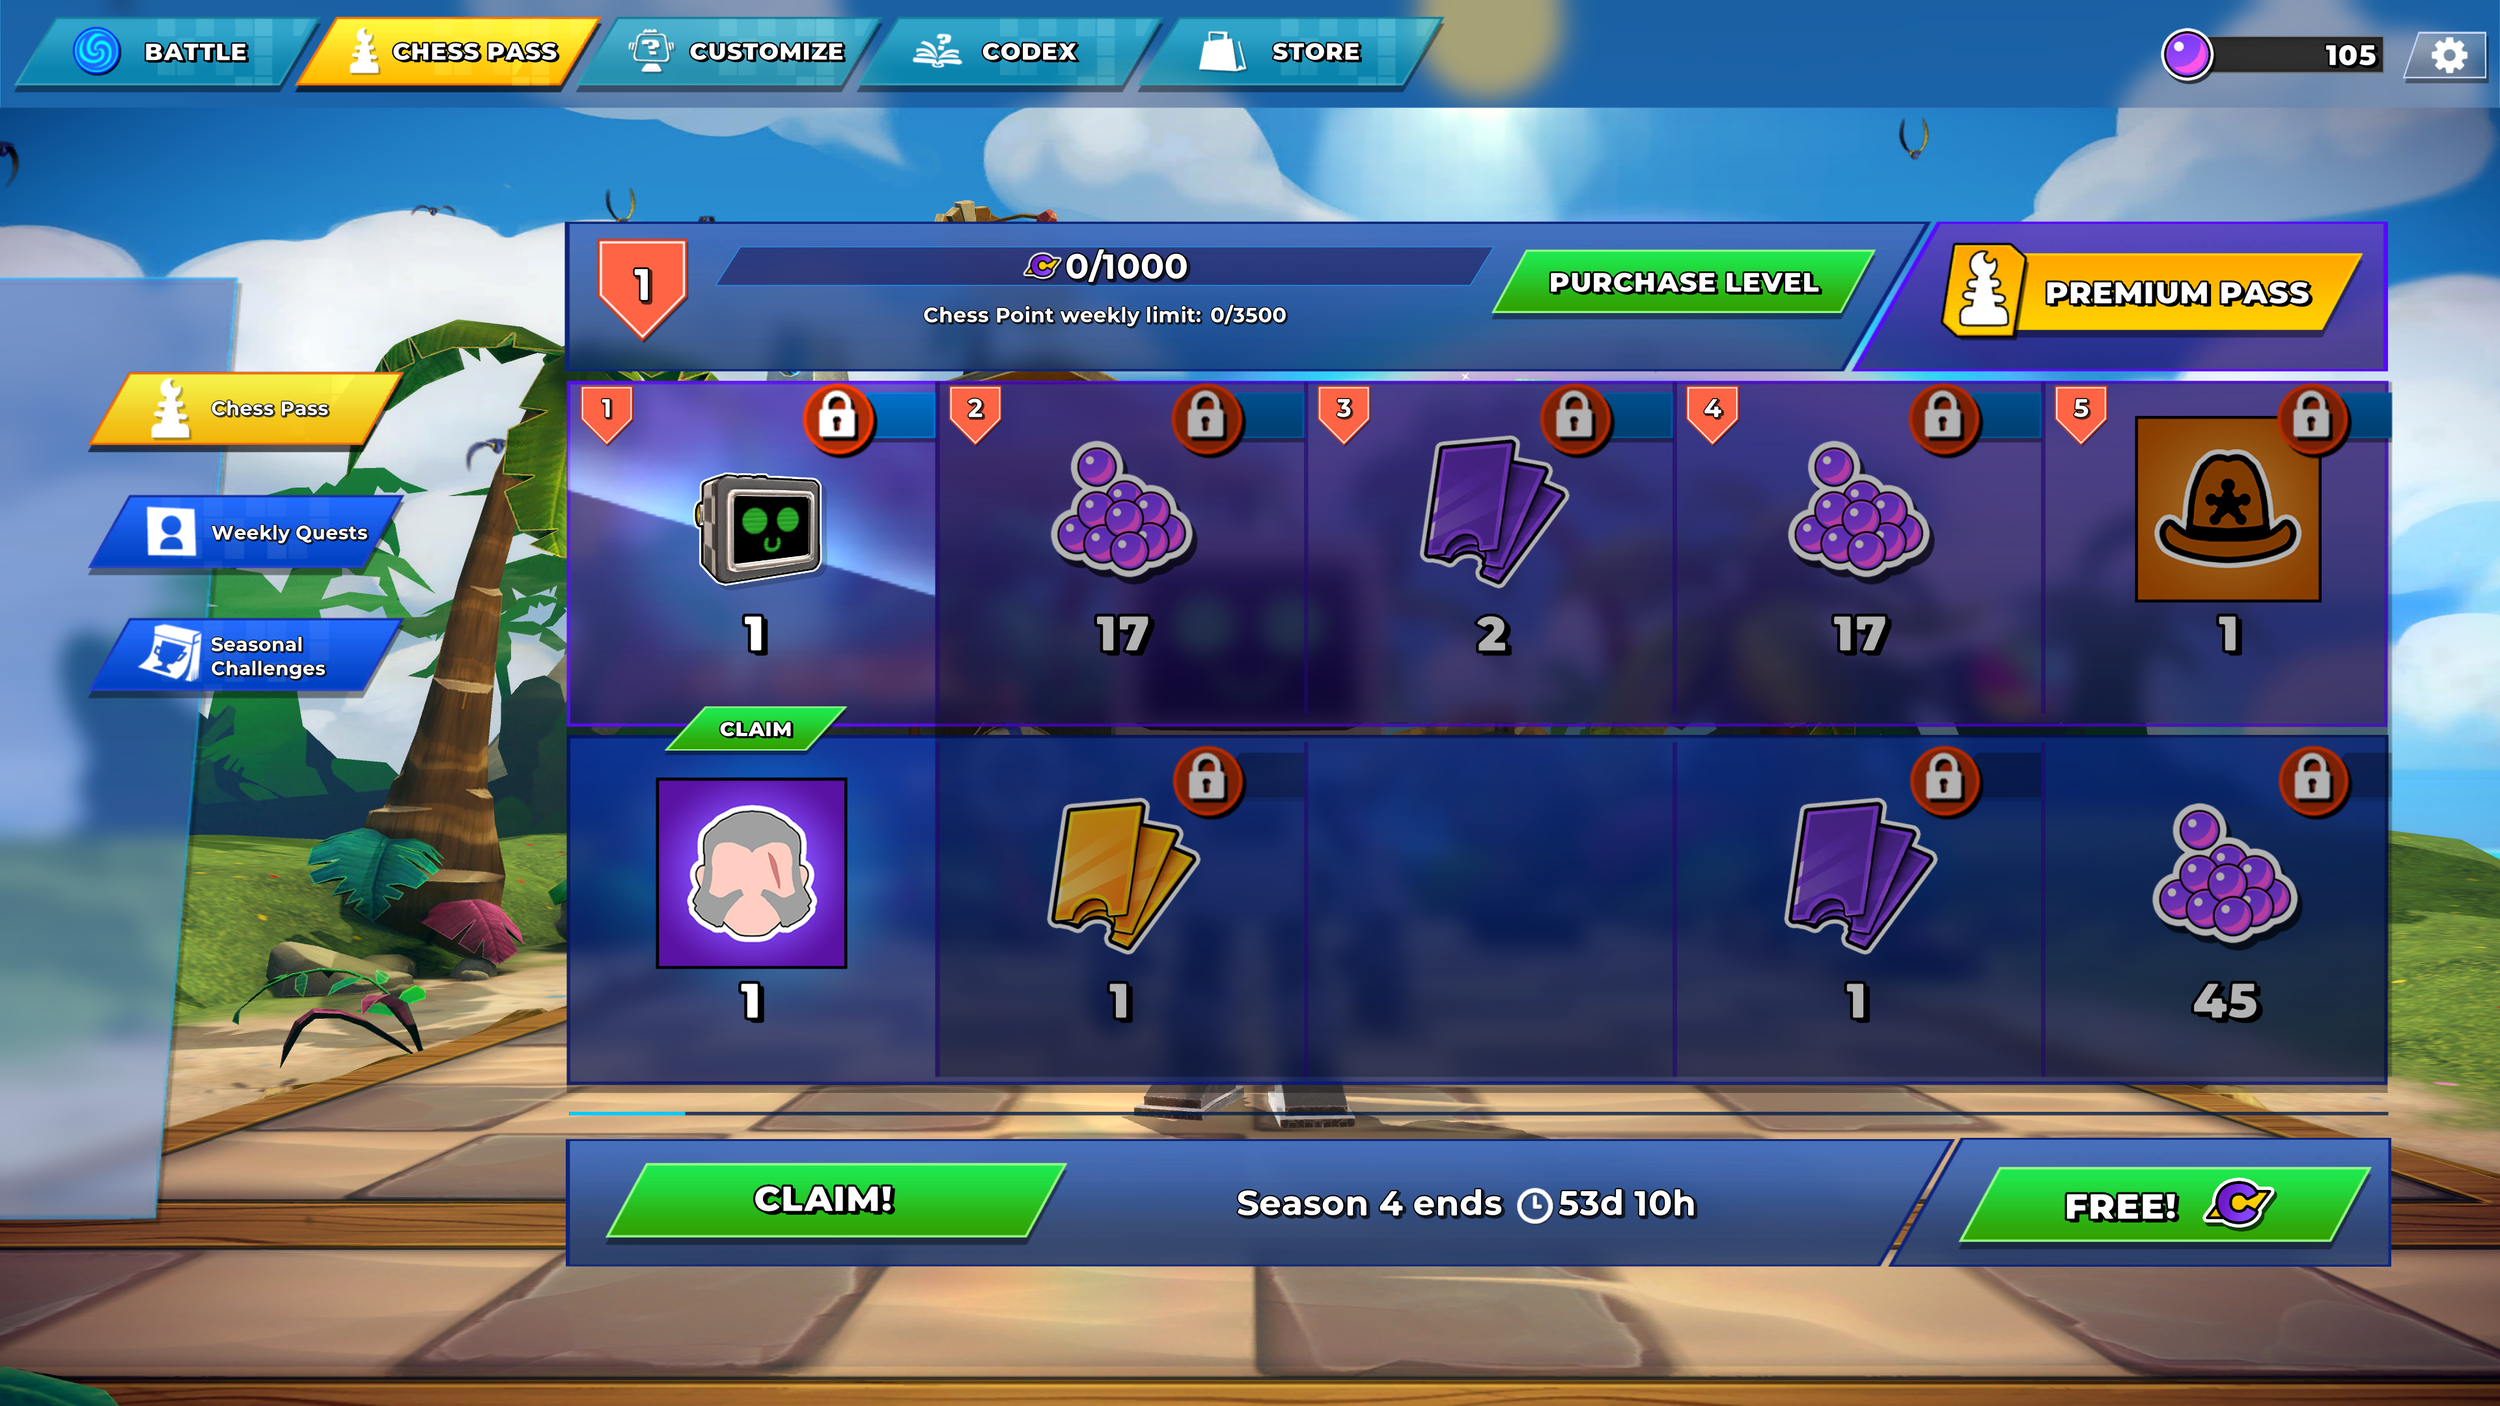 BATTLE
CHESS PASS
CUSTOMIZE
CODEX
STORE
105
1
0/1000
Chess Point weekly limit: 0/3500
PURCHASE LEVEL
PREMIUM PASS
Chess Pass
Weekly Quests
Seasonal
Challenges
1
2
3
4
5
1
17
2
17
1
CLAIM
1
1
1
45
CLAIM!
Season 4 ends 53d 10h
FREE!